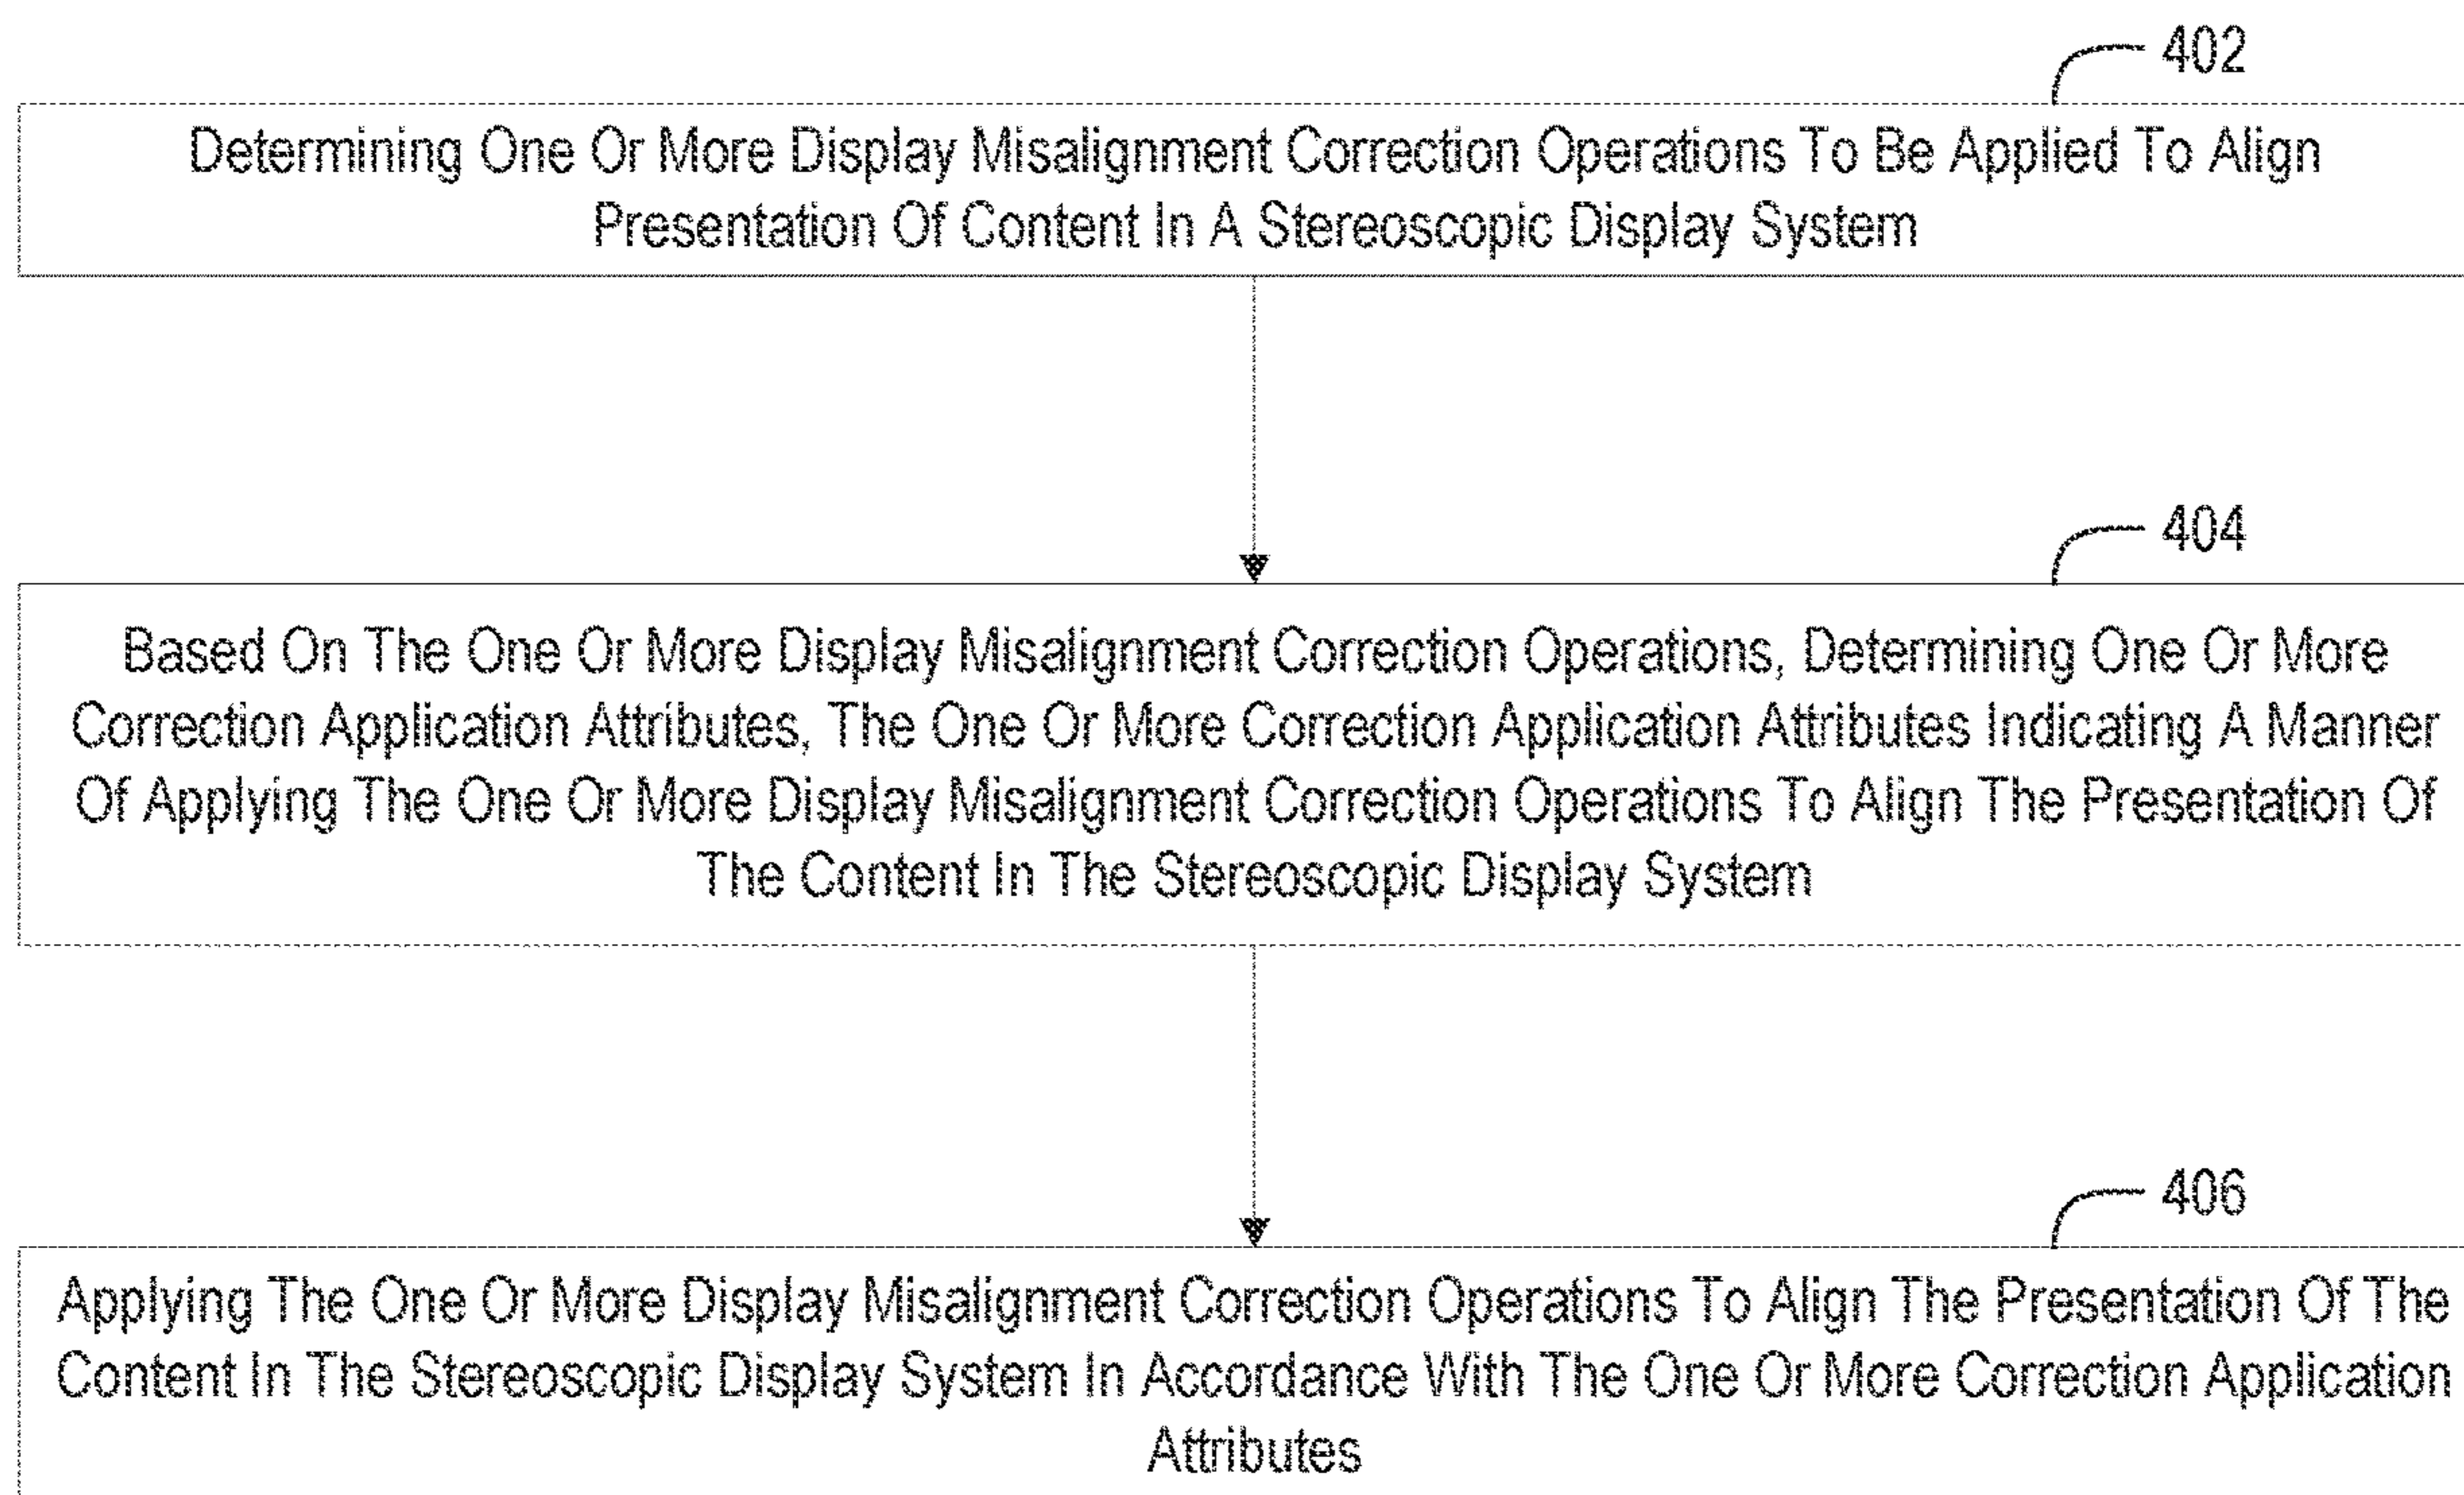 402
Determining One Or More Display Misalignment Correction Operations To Be Applied To Align
Presentation Of Content In A Stereoscopic Display System
404
Based On The One Or More Display Misalignment Correction Operations, Determining One Or More
Correction Application Attributes, The One Or More Correction Application Attributes Indicating A Manner
Of Applying The One Or More Display Misalignment Correction Operations To Align The Presentation Of
The Content In The Stereoscopic Display System
406
Applying The One Or More Display Misalignment Correction Operations To Align The Presentation Of The
Content In The Stereoscopic Display System In Accordance With The One Or More Correction Application
Attributes